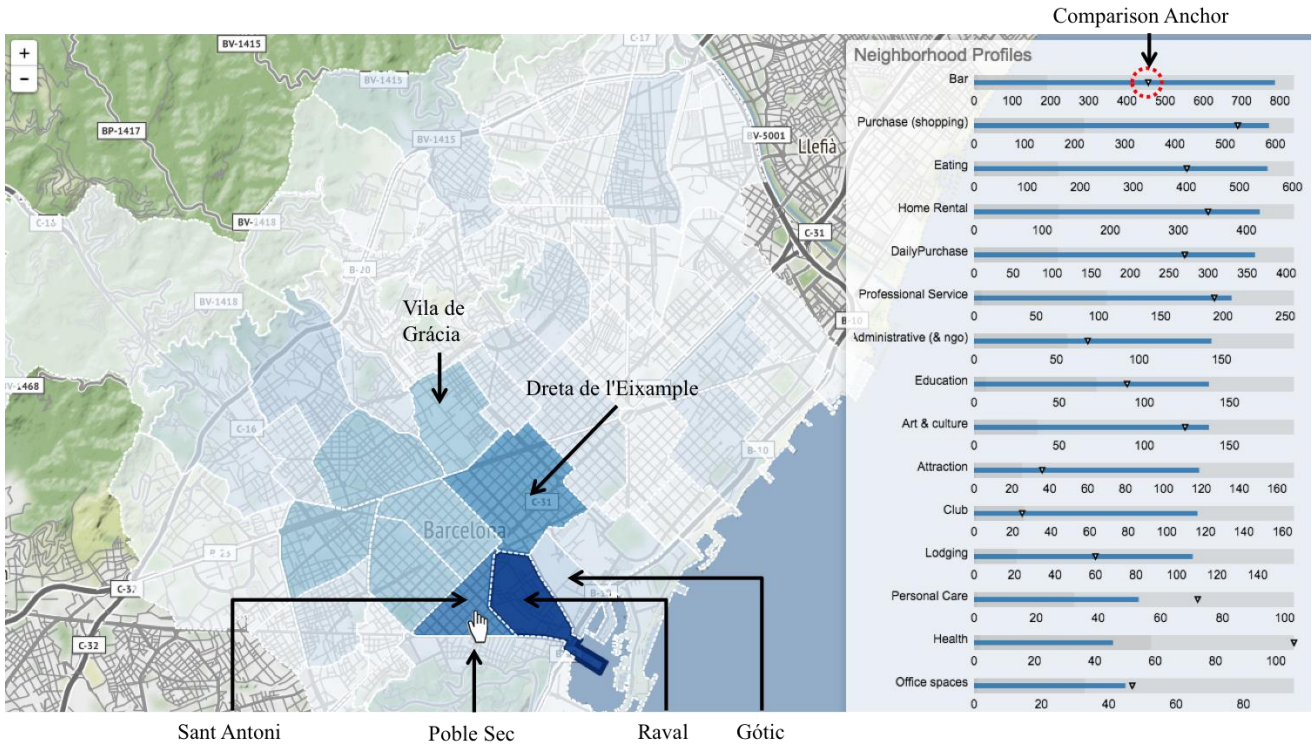 Comparison Anchor
+
−
BV-1415
C-17
BV-1415
BP-1417
BV-1415
BV-5001
Llefià
BV-1418
C-16
C-31
B-20
BV-1418
B-10
Vila de
Grácia
Dreta de l'Eixample
BV-1468
C-16
B-10
C-31
Barcelona
C-32
C-32
Sant Antoni
Poble Sec
Raval
Gótic
Neighborhood Profiles
Bar
0 100 200 300 400 500 600 700 800
Purchase (shopping)
0 100 200 300 400 500 600
Eating
0 100 200 300 400 500 600
Home Rental
0 100 200 300 400
DailyPurchase
0 50 100 150 200 250 300 350 400
Professional Service
0 50 100 150 200 250
Administrative (& ngo)
0 50 100 150
Education
0 50 100 150
Art & culture
0 50 100 150
Attraction
0 20 40 60 80 100 120 140 160
Club
0 20 40 60 80 100 120 140 160
Lodging
0 20 40 60 80 100 120 140
Personal Care
0 20 40 60 80 100
Health
0 20 40 60 80 100
Office spaces
0 20 40 60 80